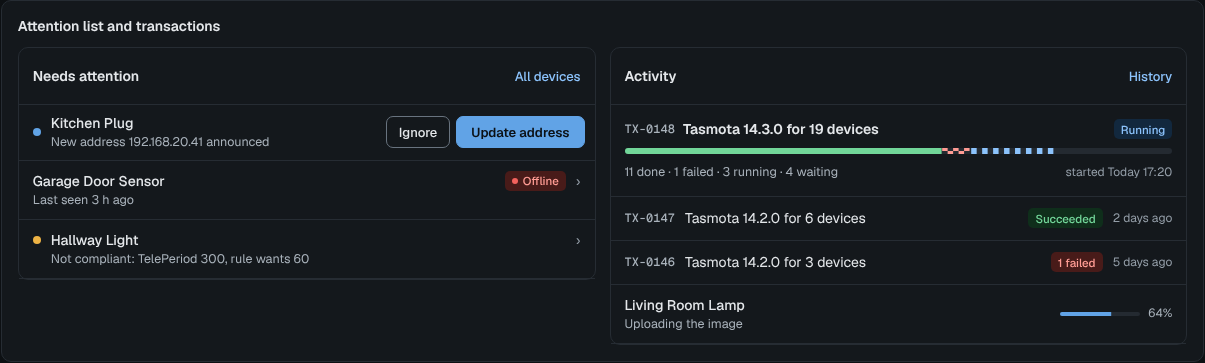 Attention list and transactions
Needs attention
All devices
Kitchen Plug
New address 192.168.20.41 announced
Ignore
Update address
Garage Door Sensor
Last seen 3 h ago
Offline
Hallway Light
Not compliant: TelePeriod 300, rule wants 60
Activity
History
TX-0148 Tasmota 14.3.0 for 19 devices
Running
11 done · 1 failed · 3 running · 4 waiting
started Today 17:20
TX-0147 Tasmota 14.2.0 for 6 devices
Succeeded
2 days ago
TX-0146 Tasmota 14.2.0 for 3 devices
1 failed
5 days ago
Living Room Lamp
Uploading the image
64%